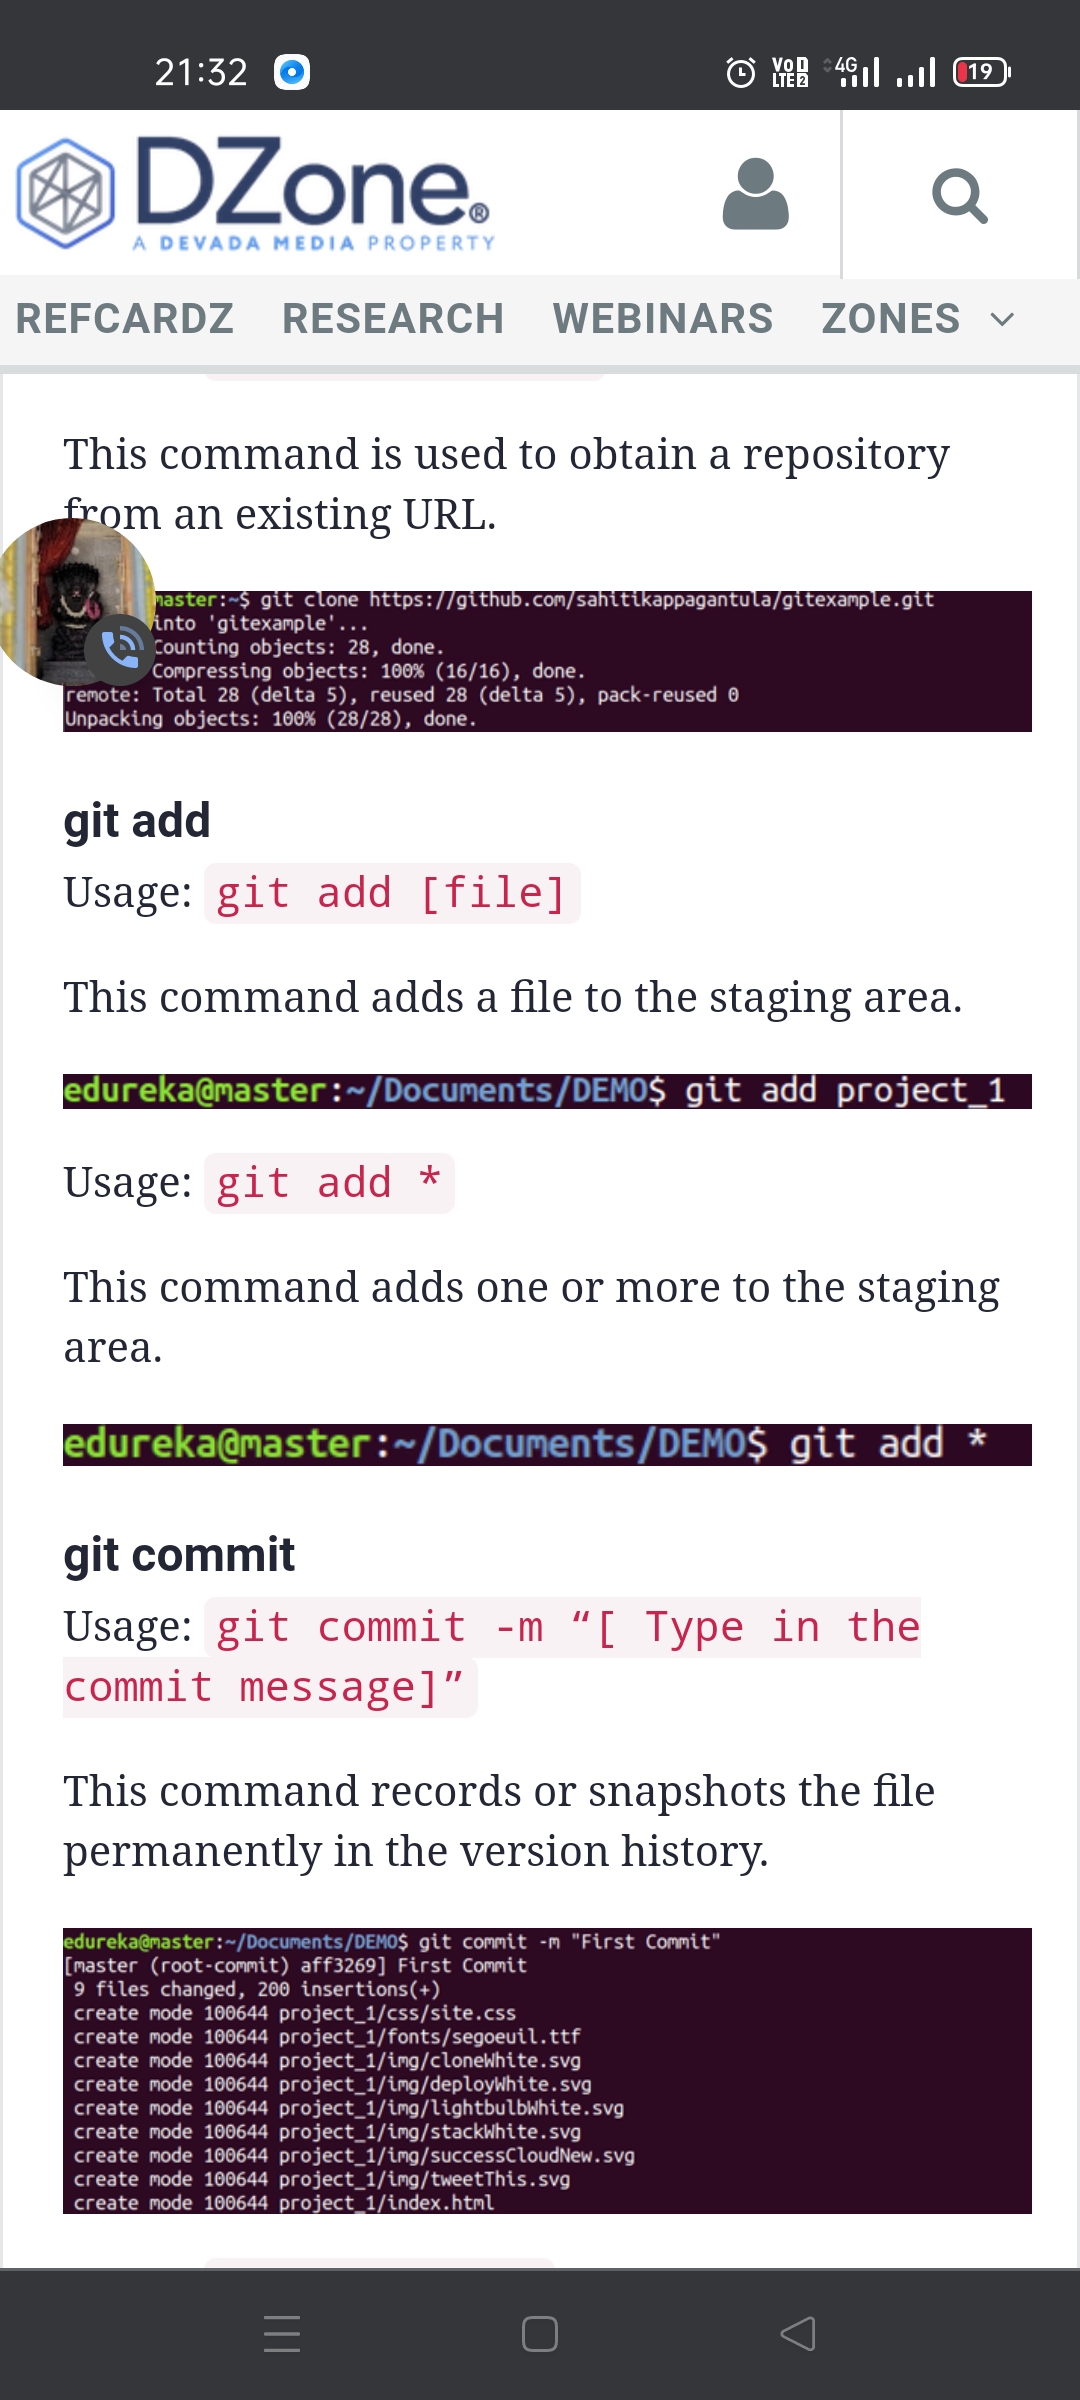 21:32
VoD LTE 2 4G 19
DZone®
A DEVADA MEDIA PROPERTY
REFCARDZ RESEARCH WEBINARS ZONES
This command is used to obtain a repository
from an existing URL.
master:~$ git clone https://github.com/sahitikappagantula/gitexample.git
into 'gitexample'...
Counting objects: 28, done.
Compressing objects: 100% (16/16), done.
remote: Total 28 (delta 5), reused 28 (delta 5), pack-reused 0
Unpacking objects: 100% (28/28), done.
git add
Usage: git add [file]
This command adds a file to the staging area.
edureka@master:~/Documents/DEMO$ git add project_1
Usage: git add *
This command adds one or more to the staging
area.
edureka@master:~/Documents/DEMO$ git add *
git commit
Usage: git commit -m “[ Type in the
commit message]”
This command records or snapshots the file
permanently in the version history.
edureka@master:~/Documents/DEMO$ git commit -m "First Commit"
[master (root-commit) aff3269] First Commit
9 files changed, 200 insertions(+)
create mode 100644 project_1/css/site.css
create mode 100644 project_1/fonts/segoeuil.ttf
create mode 100644 project_1/img/cloneWhite.svg
create mode 100644 project_1/img/deployWhite.svg
create mode 100644 project_1/img/lightbulbWhite.svg
create mode 100644 project_1/img/stackWhite.svg
create mode 100644 project_1/img/successCloudNew.svg
create mode 100644 project_1/img/tweetThis.svg
create mode 100644 project_1/index.html